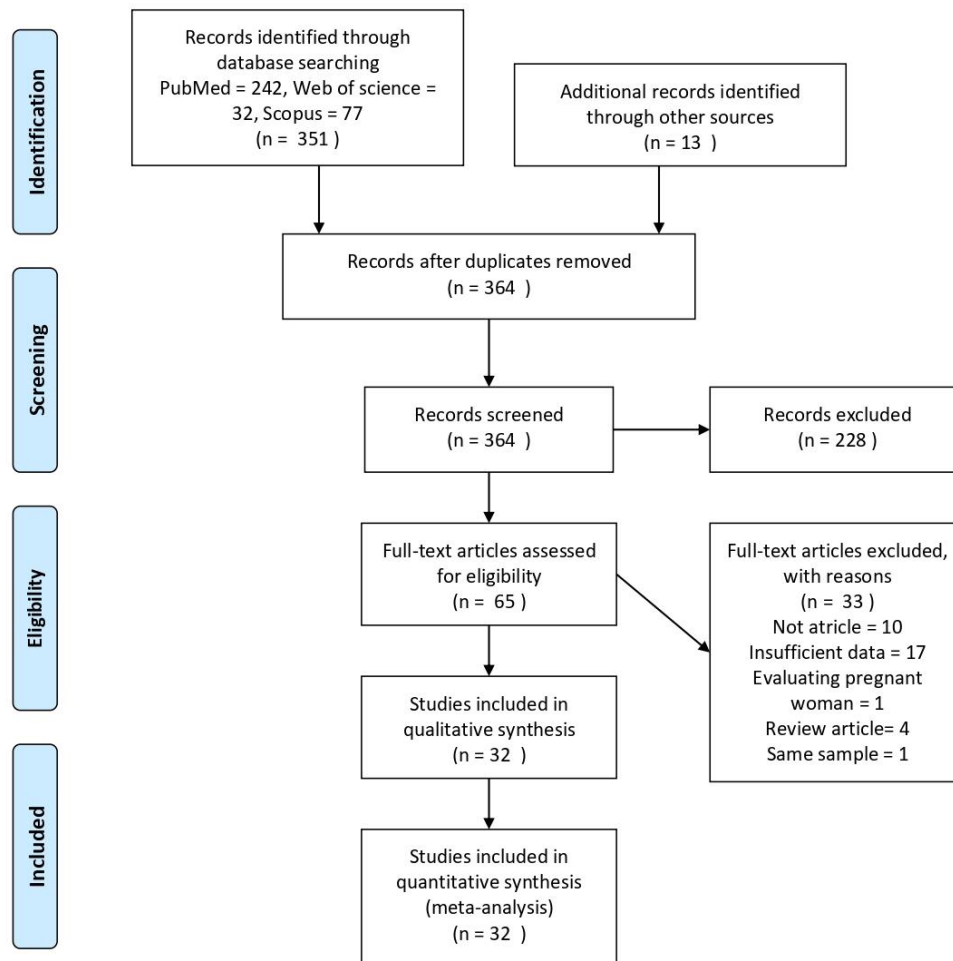 Identification
Records identified through
database searching
PubMed = 242, Web of science =
32, Scopus = 77
(n = 351 )
Additional records identified
through other sources
(n = 13 )
Records after duplicates removed
(n = 364 )
Screening
Records screened
(n = 364 )
Records excluded
(n = 228 )
Eligibility
Full-text articles assessed
for eligibility
(n = 65 )
Full-text articles excluded,
with reasons
(n = 33 )
Not atricle = 10
Insufficient data = 17
Evaluating pregnant
woman = 1
Review article= 4
Same sample = 1
Studies included in
qualitative synthesis
(n = 32 )
Included
Studies included in
quantitative synthesis
(meta-analysis)
(n = 32 )